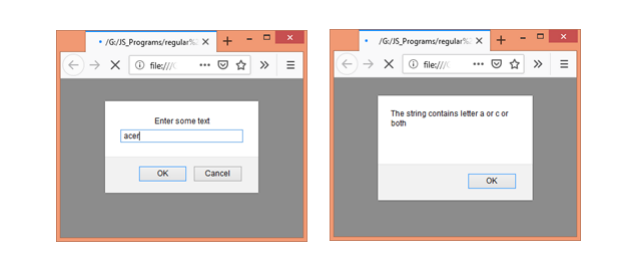 /G:/JS_Programs/regular%
file:///
Enter some text
acer
OK
Cancel
/G:/JS_Programs/regular%
file:///
The string contains letter a or c or
both
OK